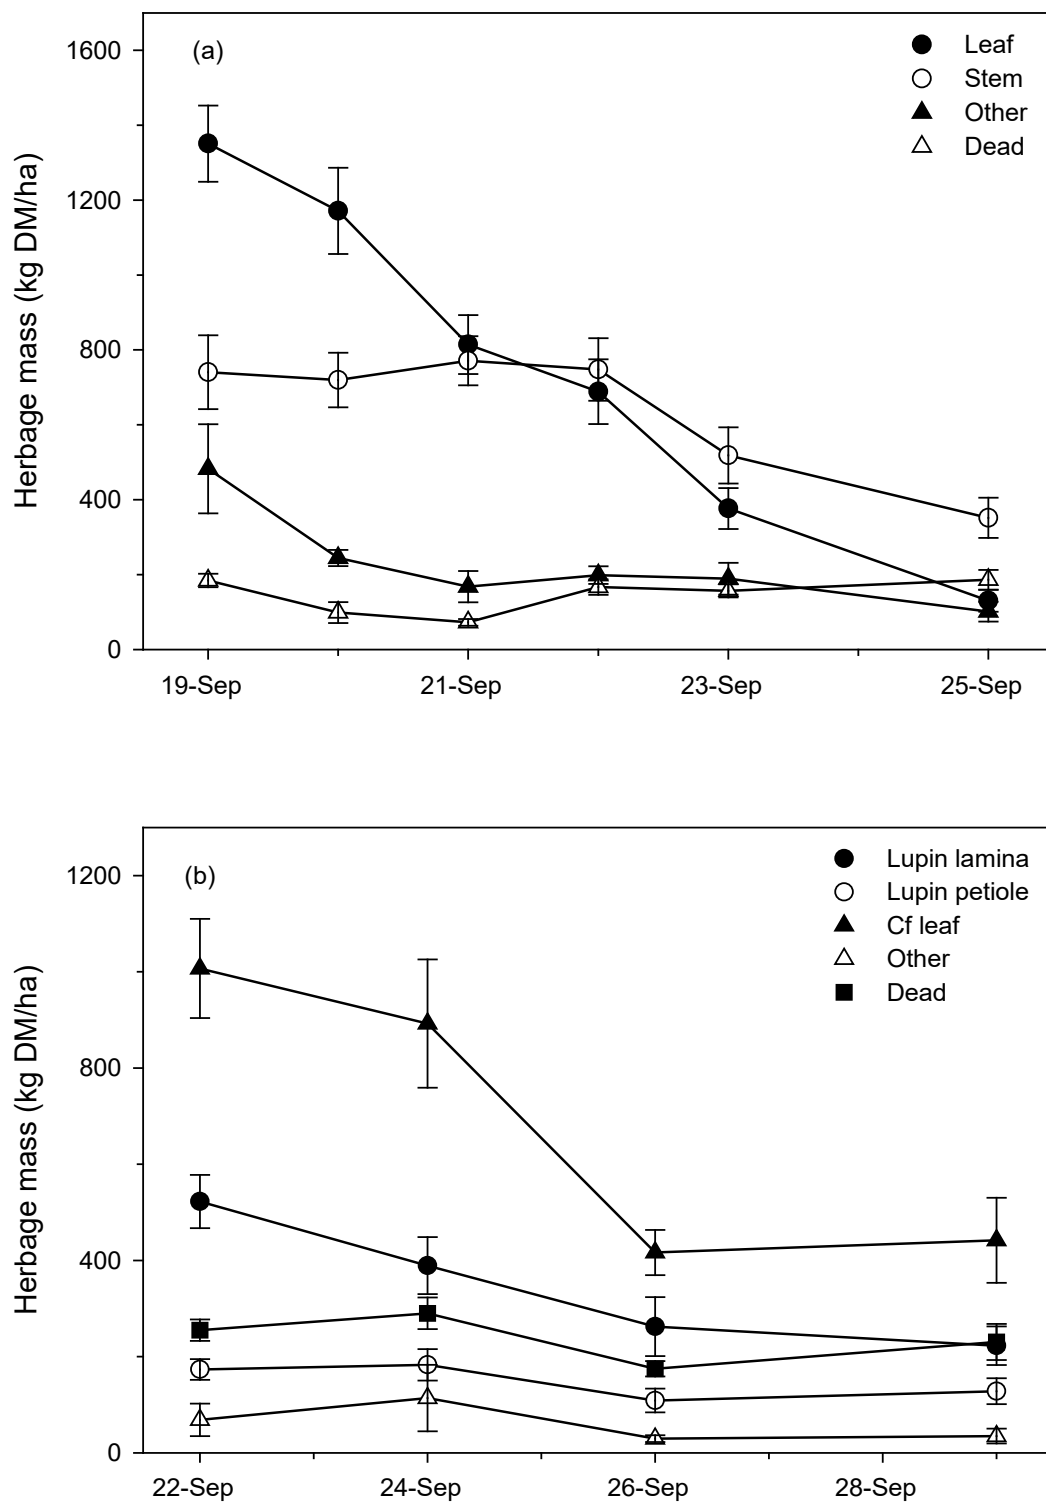 (a)
Leaf
Stem
Other
Dead
1600
1200
800
400
0
Herbage mass (kg DM/ha)
19-Sep 21-Sep 23-Sep 25-Sep
(b)
Lupin lamina
Lupin petiole
Cf leaf
Other
Dead
1200
800
400
0
Herbage mass (kg DM/ha)
22-Sep 24-Sep 26-Sep 28-Sep